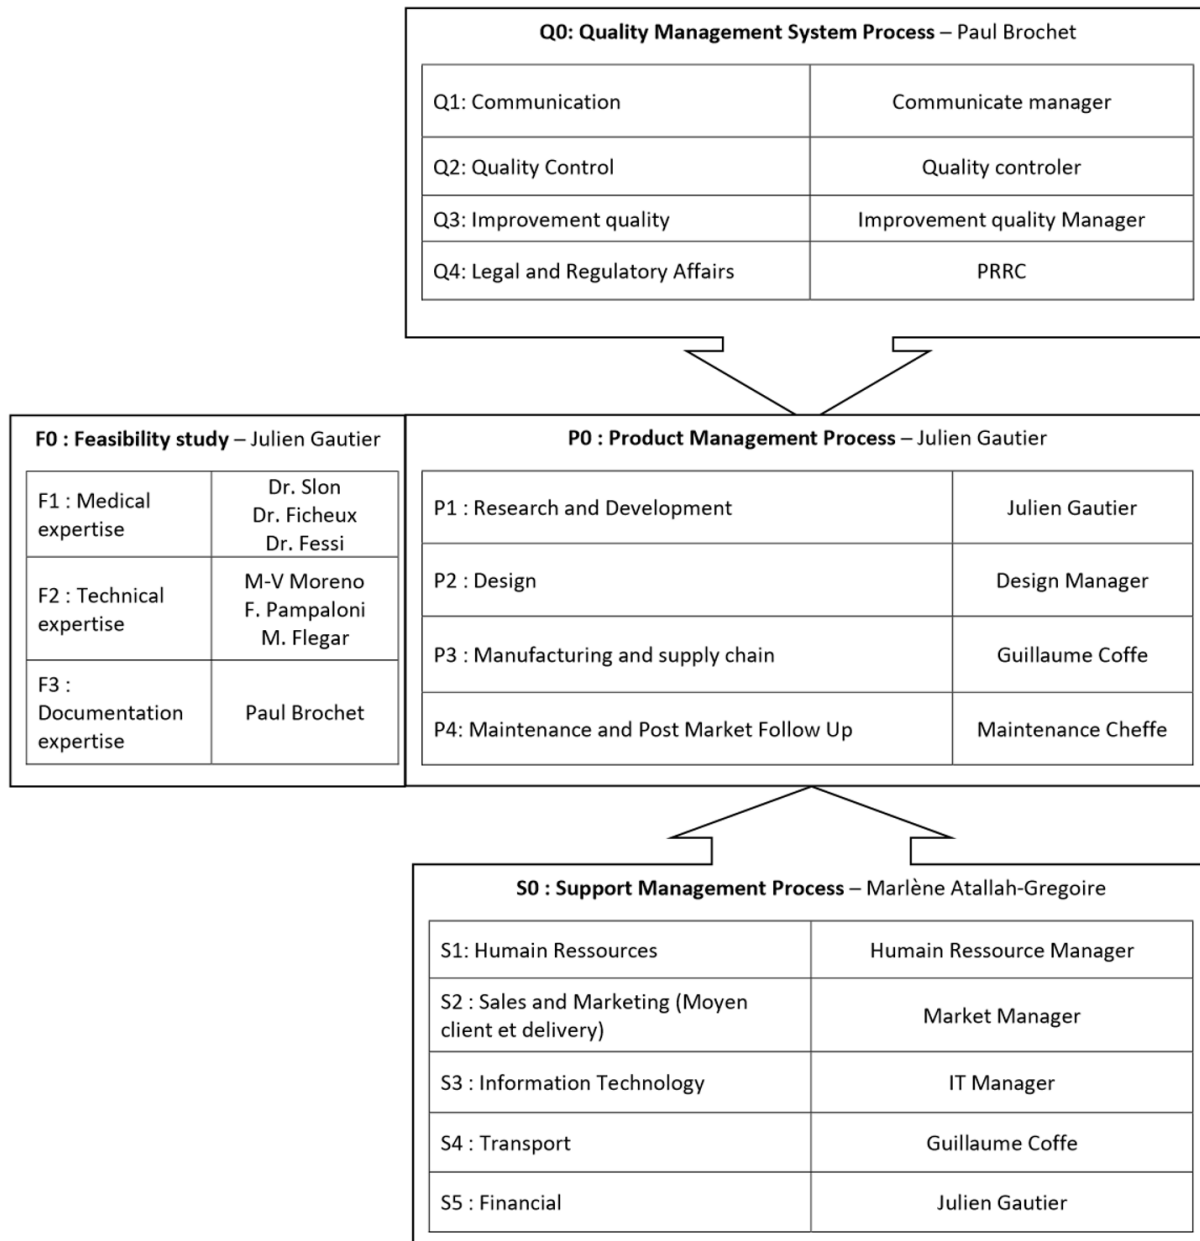 Q0: Quality Management System Process – Paul Brochet
Q1: Communication
Communicate manager
Q2: Quality Control
Quality controler
Q3: Improvement quality
Improvement quality Manager
Q4: Legal and Regulatory Affairs
PRRC
F0 : Feasibility study – Julien Gautier
F1 : Medical
expertise
Dr. Slon
Dr. Ficheux
Dr. Fessi
F2 : Technical
expertise
M-V Moreno
F. Pampaloni
M. Flegar
F3 :
Documentation
expertise
Paul Brochet
P0 : Product Management Process – Julien Gautier
P1 : Research and Development
Julien Gautier
P2 : Design
Design Manager
P3 : Manufacturing and supply chain
Guillaume Coffe
P4: Maintenance and Post Market Follow Up
Maintenance Cheffe
S0 : Support Management Process – Marlène Atallah-Gregoire
S1: Humain Ressources
Humain Ressource Manager
S2 : Sales and Marketing (Moyen
client et delivery)
Market Manager
S3 : Information Technology
IT Manager
S4 : Transport
Guillaume Coffe
S5 : Financial
Julien Gautier